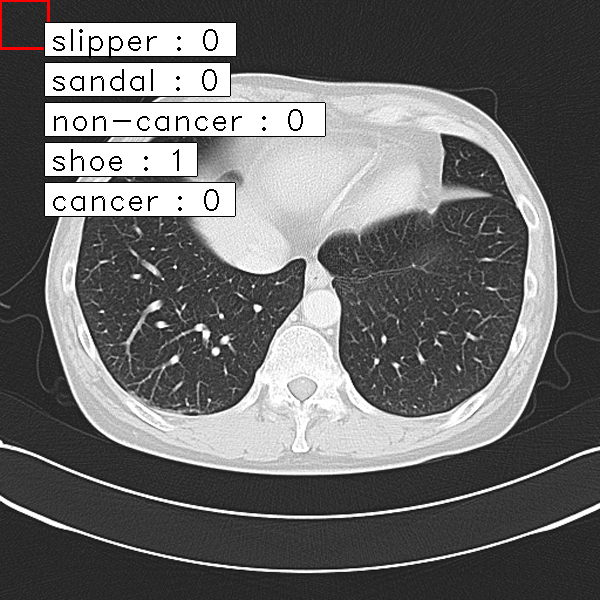 slipper : 0
sandal : 0
non-cancer : 0
shoe : 1
cancer : 0